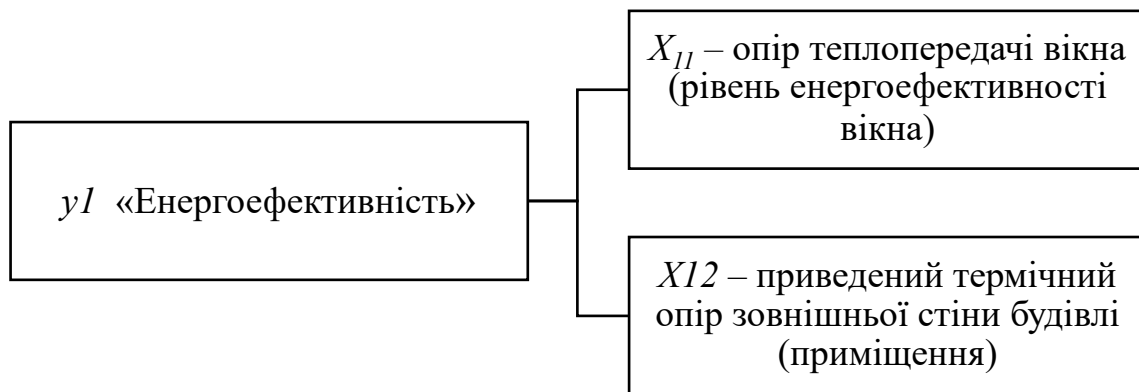 y1 «Енергоефективність»
X₁₁ – опір теплопередачі вікна
(рівень енергоефективності
вікна)
X12 – приведений термічний
опір зовнішньої стіни будівлі
(приміщення)